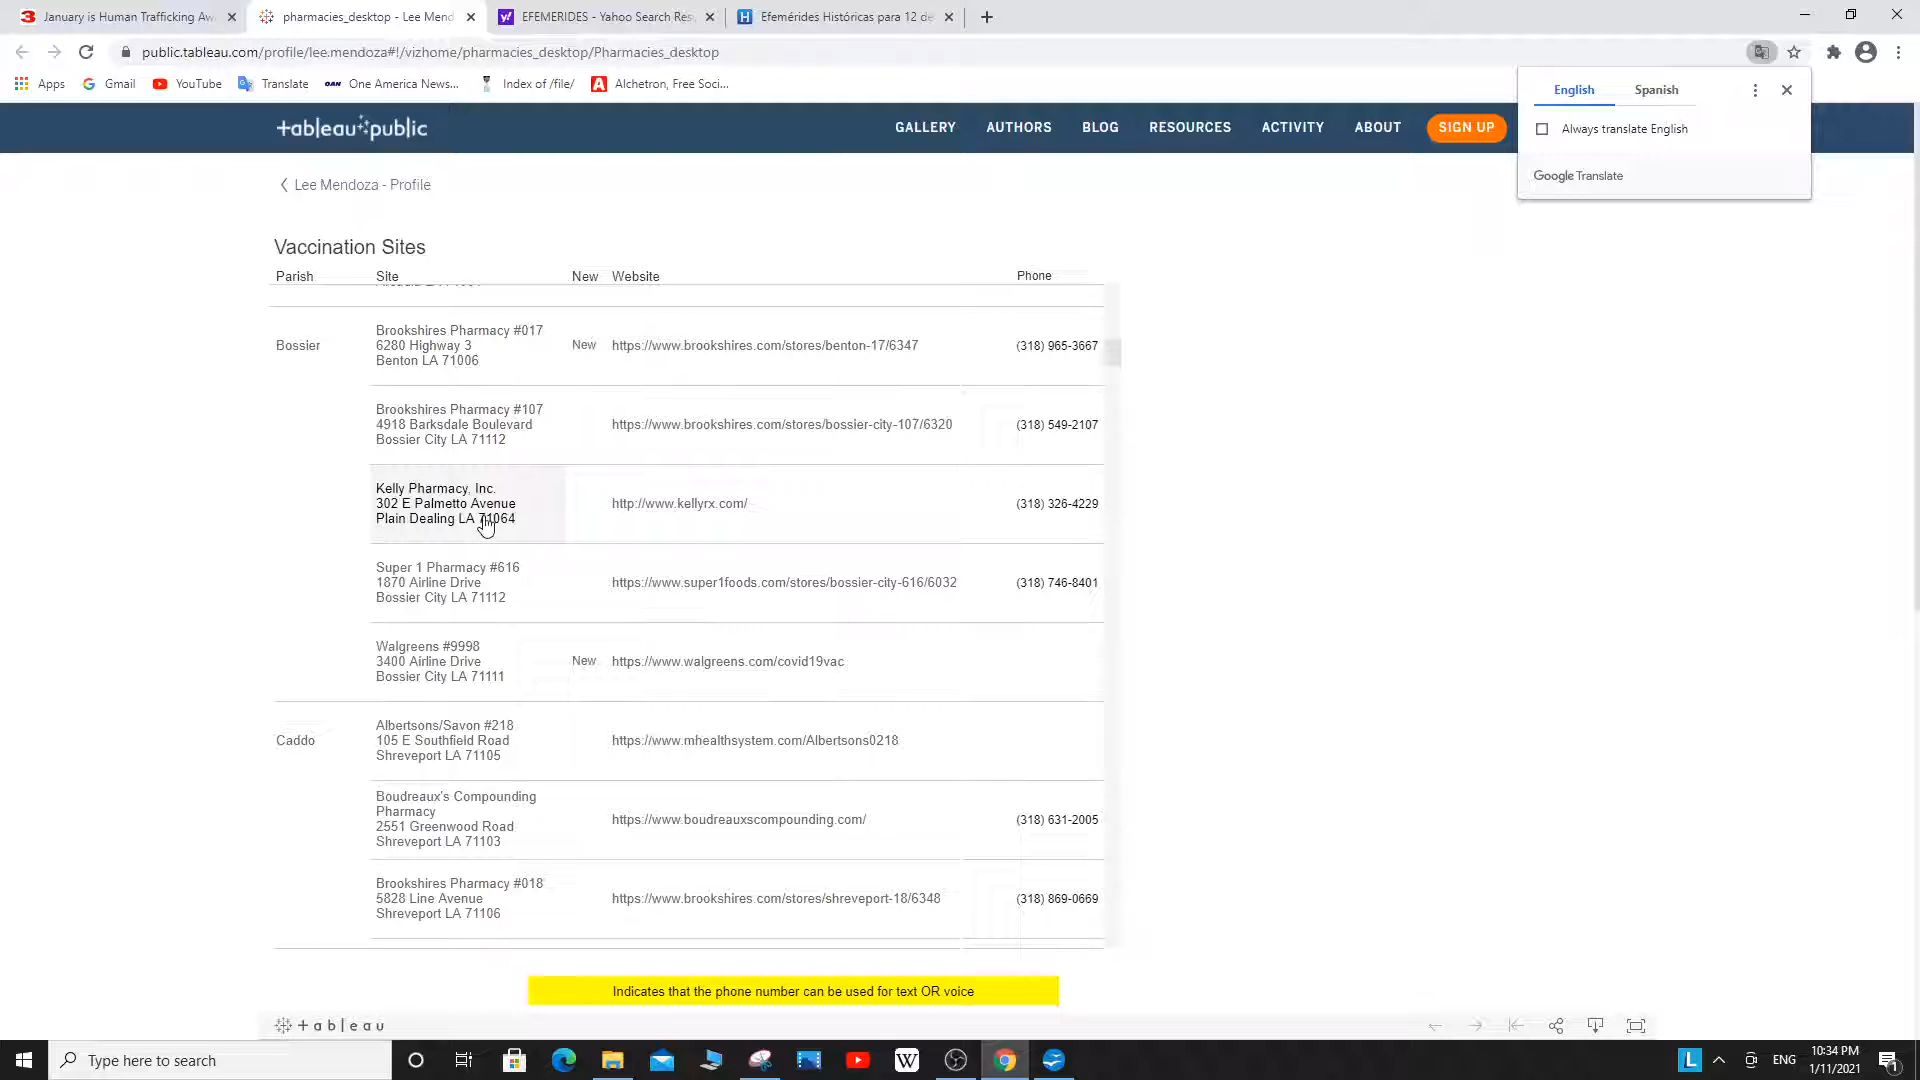 January is Human Trafficking Aw
pharmacies_desktop - Lee Mend
EFEMERIDES - Yahoo Search Res
Efemérides Históricas para 12 de
public.tableau.com/profile/lee.mendoza#!/vizhome/pharmacies_desktop/Pharmacies_desktop
Apps
Gmail
YouTube
Translate
OAN One America News...
Index of /file/
Alchetron, Free Soci...
English
Spanish
Always translate English
Google Translate
+ableau+public
GALLERY
AUTHORS
BLOG
RESOURCES
ACTIVITY
ABOUT
SIGN UP
Lee Mendoza - Profile
Vaccination Sites
Parish Site New Website Phone
Bossier
Brookshires Pharmacy #017
6280 Highway 3
Benton LA 71006
New
https://www.brookshires.com/stores/benton-17/6347
(318) 965-3667
Brookshires Pharmacy #107
4918 Barksdale Boulevard
Bossier City LA 71112
https://www.brookshires.com/stores/bossier-city-107/6320
(318) 549-2107
Kelly Pharmacy, Inc.
302 E Palmetto Avenue
Plain Dealing LA 71064
http://www.kellyrx.com/
(318) 326-4229
Super 1 Pharmacy #616
1870 Airline Drive
Bossier City LA 71112
https://www.super1foods.com/stores/bossier-city-616/6032
(318) 746-8401
Walgreens #9998
3400 Airline Drive
Bossier City LA 71111
New
https://www.walgreens.com/covid19vac
Caddo
Albertsons/Savon #218
105 E Southfield Road
Shreveport LA 71105
https://www.mhealthsystem.com/Albertsons0218
Boudreaux's Compounding
Pharmacy
2551 Greenwood Road
Shreveport LA 71103
https://www.boudreauxscompounding.com/
(318) 631-2005
Brookshires Pharmacy #018
5828 Line Avenue
Shreveport LA 71106
https://www.brookshires.com/stores/shreveport-18/6348
(318) 869-0669
Indicates that the phone number can be used for text OR voice
+ableau
Type here to search
ENG
10:34 PM
1/11/2021